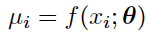 μᵢ = f(xᵢ; θ)